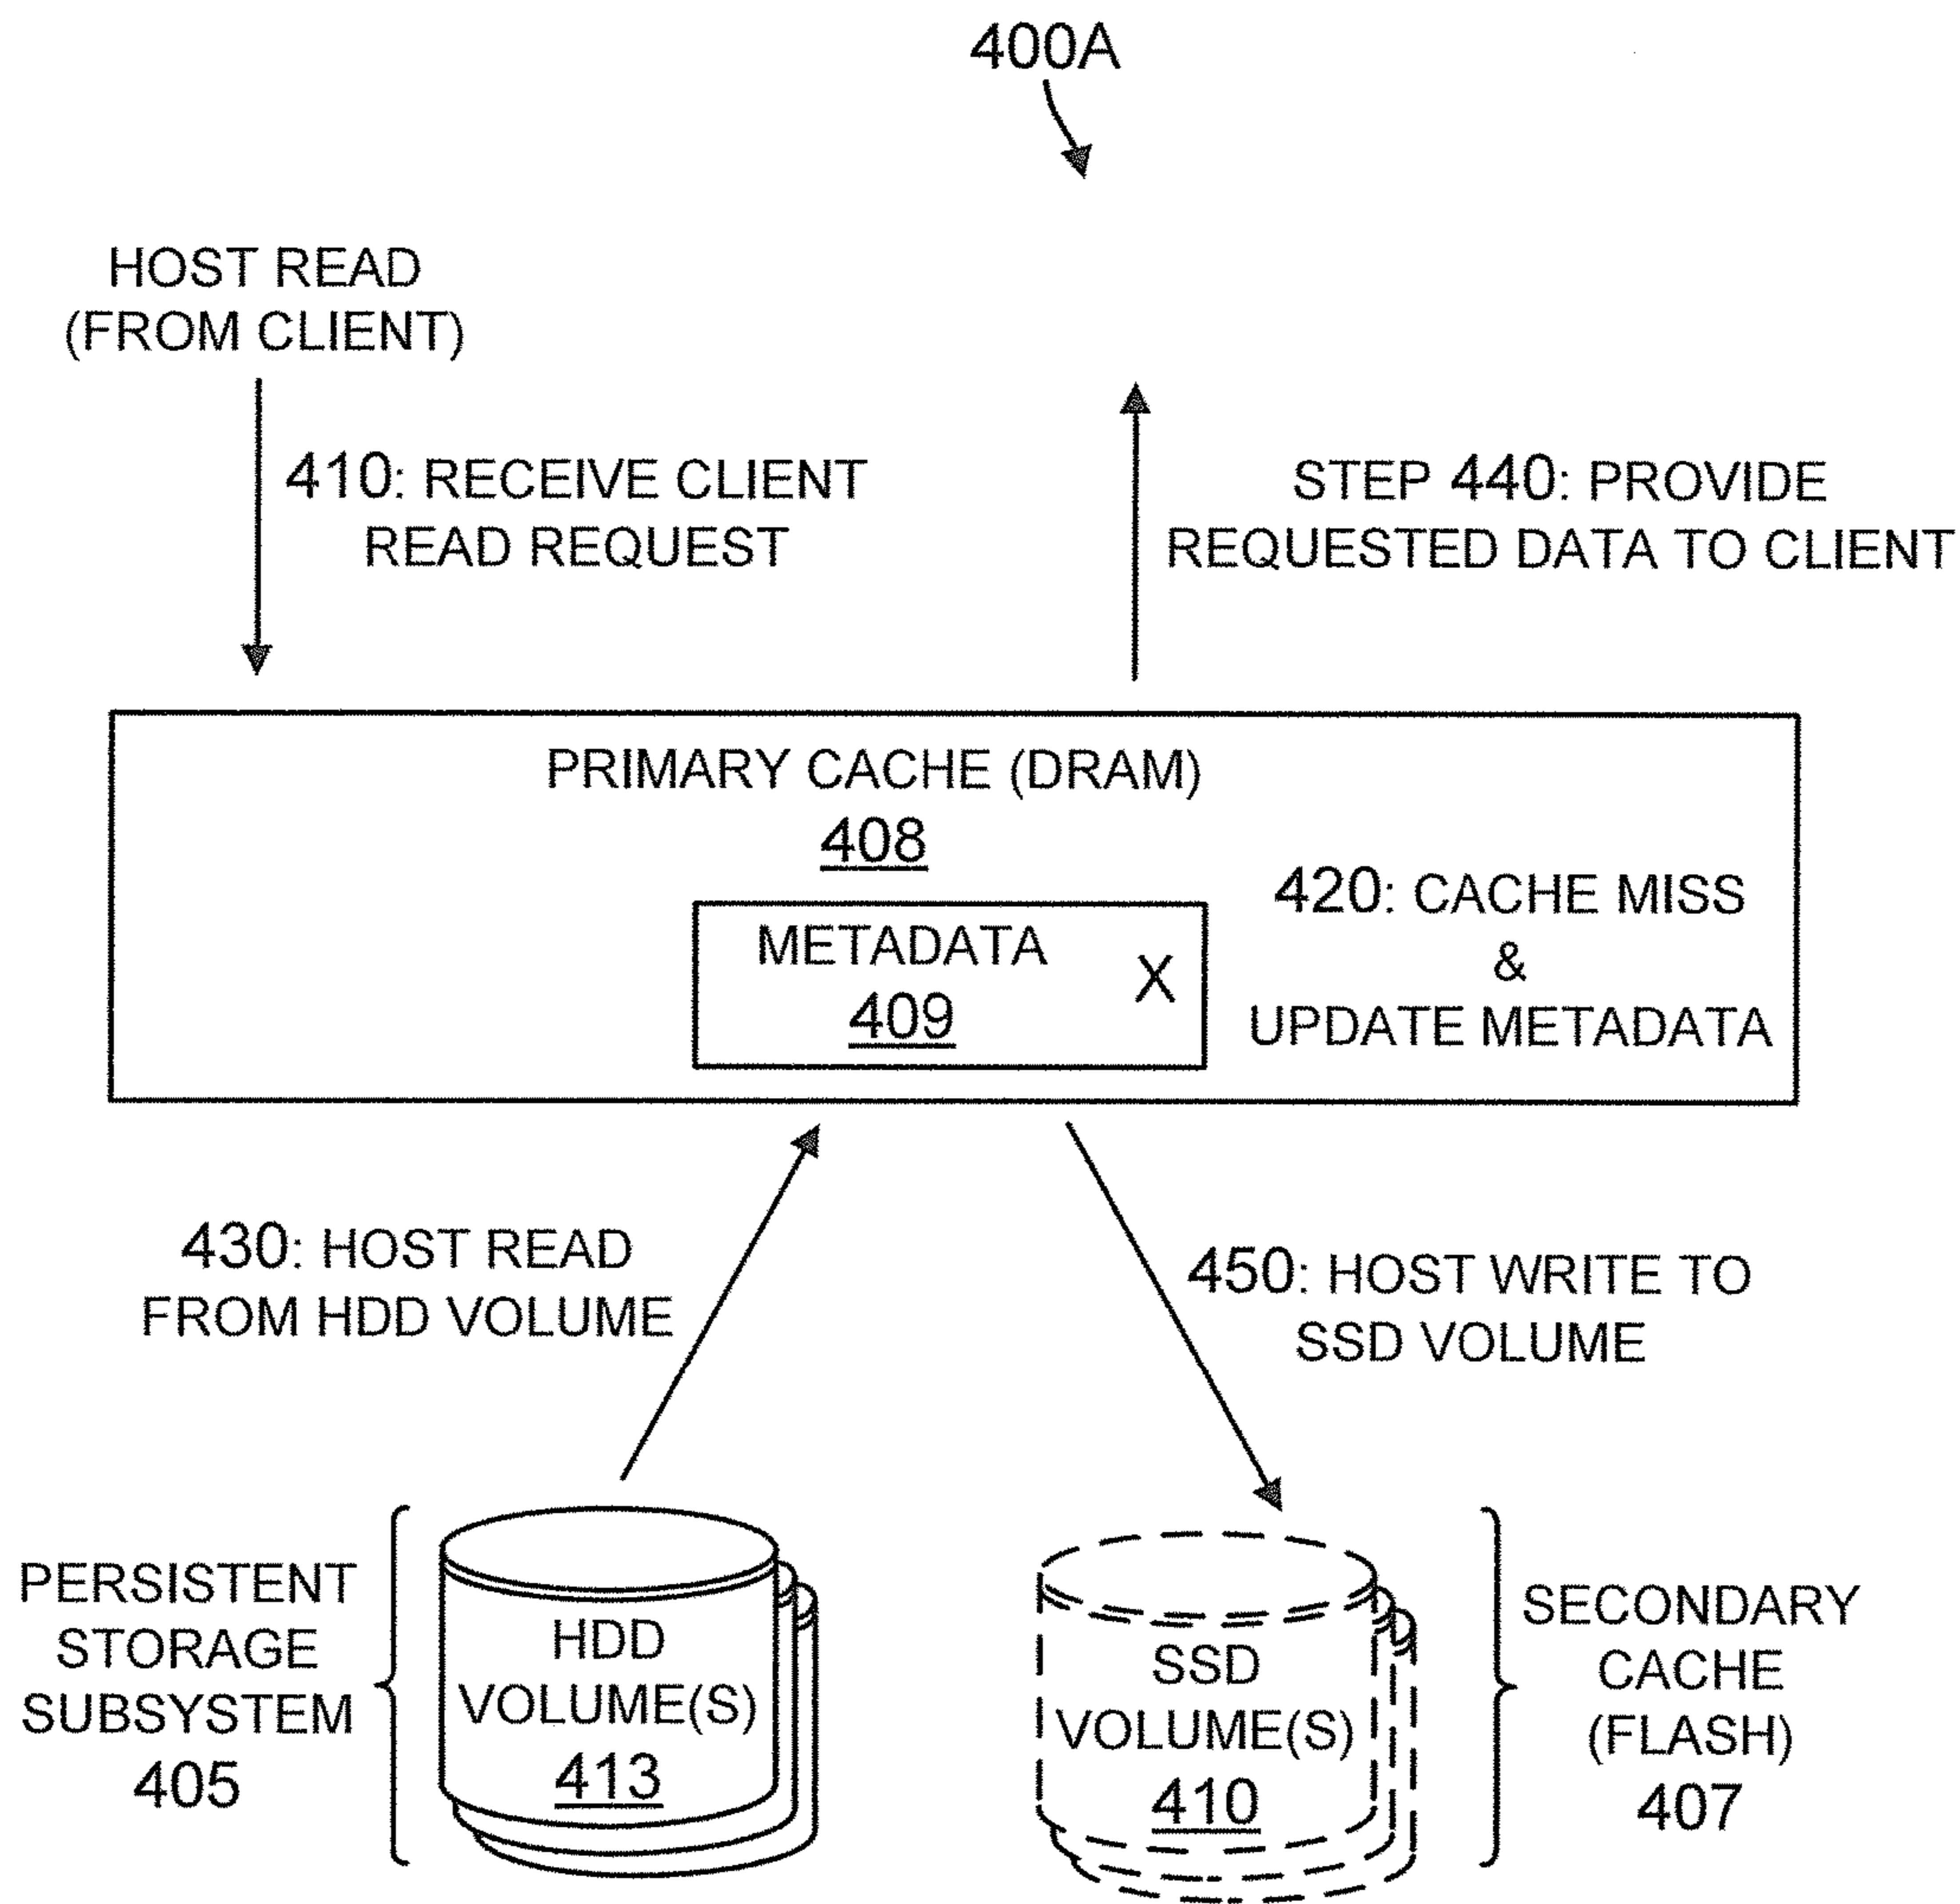 400A
HOST READ
(FROM CLIENT)
410: RECEIVE CLIENT
READ REQUEST
STEP 440: PROVIDE
REQUESTED DATA TO CLIENT
PRIMARY CACHE (DRAM)
408
METADATA
409
X
420: CACHE MISS
&
UPDATE METADATA
430: HOST READ
FROM HDD VOLUME
450: HOST WRITE TO
SSD VOLUME
PERSISTENT
STORAGE
SUBSYSTEM
405
HDD
VOLUME(S)
413
SSD
VOLUME(S)
410
SECONDARY
CACHE
(FLASH)
407